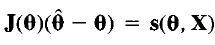 J(θ)(θ̂ − θ) = s(θ, X)